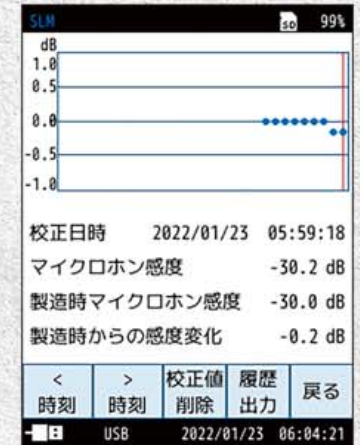 SLM SD 99%
dB
1.0
0.5
0.0
-0.5
-1.0
校正日時 2022/01/23 05:59:18
マイクロホン感度 -30.2 dB
製造時マイクロホン感度 -30.0 dB
製造時からの感度変化 -0.2 dB
< > 校正値 履歴 戻る
時刻 時刻 削除 出力
USB 2022/01/23 06:04:21